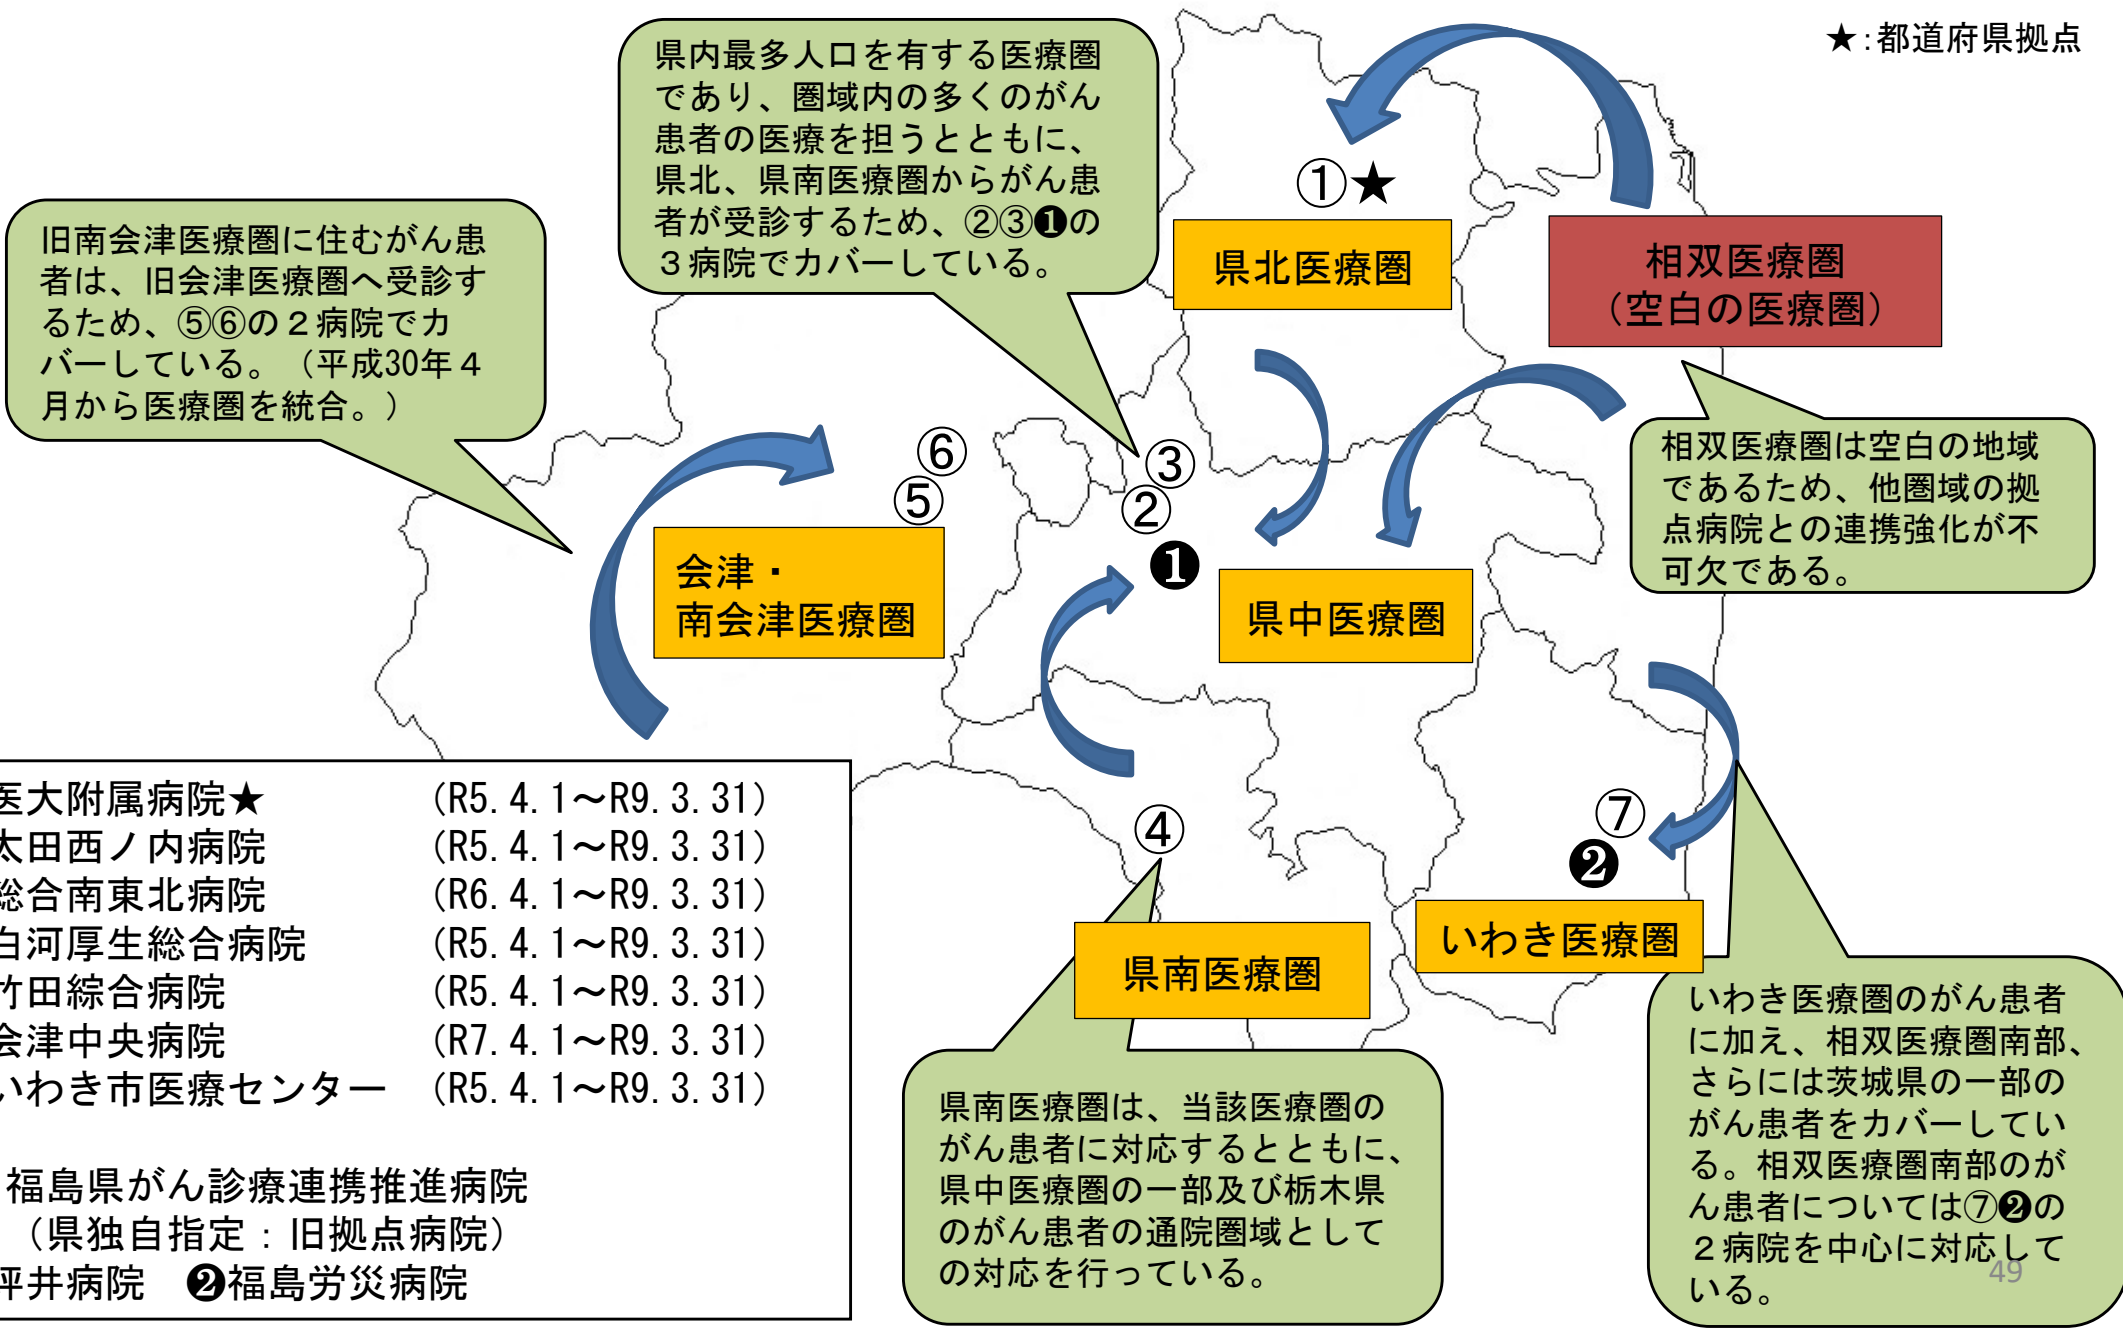 ★:都道府県拠点
県内最多人口を有する医療圏
であり、圏域内の多くのがん
患者の医療を担うとともに、
県北、県南医療圏からがん患
者が受診するため、②③❶の
３病院でカバーしている。
①★
県北医療圏
相双医療圏
（空白の医療圏）
旧南会津医療圏に住むがん患
者は、旧会津医療圏へ受診す
るため、⑤⑥の２病院でカ
バーしている。（平成30年４
月から医療圏を統合。）
相双医療圏は空白の地域
であるため、他圏域の拠
点病院との連携強化が不
可欠である。
⑥
⑤
③
②
❶
会津・
南会津医療圏
県中医療圏
④
⑦
❷
県南医療圏
いわき医療圏
医大附属病院★ (R5.4.1～R9.3.31)
太田西ノ内病院 (R5.4.1～R9.3.31)
総合南東北病院 (R6.4.1～R9.3.31)
白河厚生総合病院 (R5.4.1～R9.3.31)
竹田綜合病院 (R5.4.1～R9.3.31)
会津中央病院 (R7.4.1～R9.3.31)
いわき市医療センター (R5.4.1～R9.3.31)
福島県がん診療連携推進病院
（県独自指定：旧拠点病院）
坪井病院 ❷福島労災病院
県南医療圏は、当該医療圏の
がん患者に対応するとともに、
県中医療圏の一部及び栃木県
のがん患者の通院圏域として
の対応を行っている。
いわき医療圏のがん患者
に加え、相双医療圏南部、
さらには茨城県の一部の
がん患者をカバーしてい
る。相双医療圏南部のが
ん患者については⑦❷の
２病院を中心に対応して
いる。
49